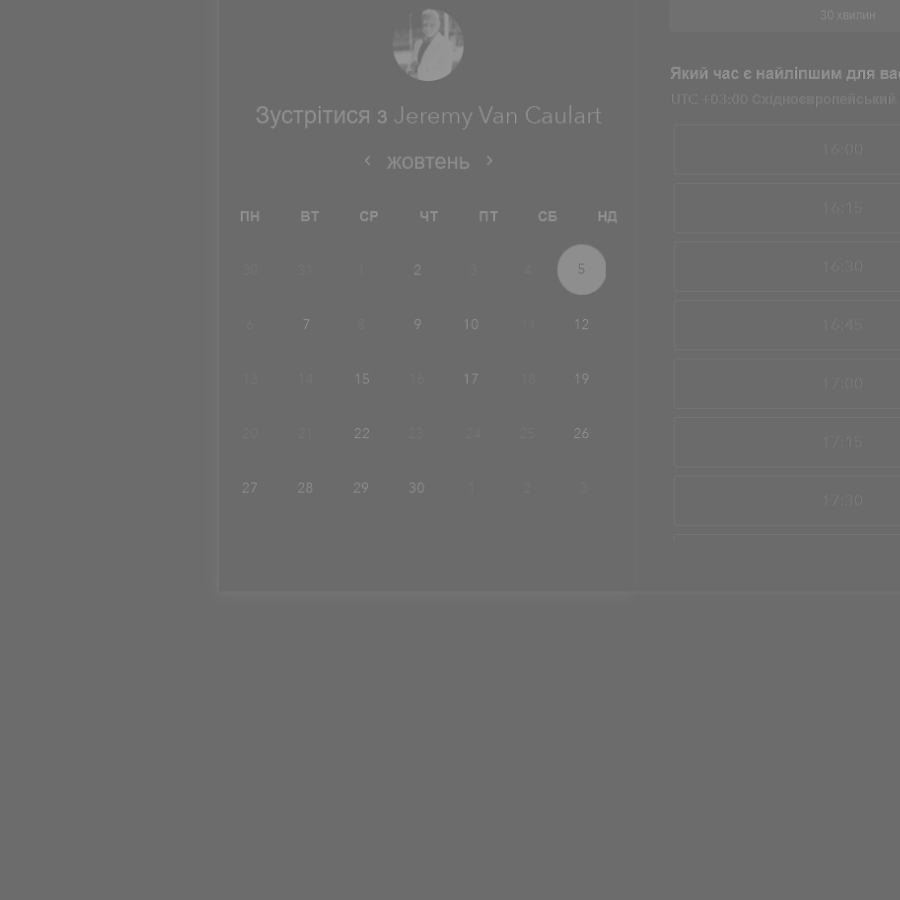 30 хвилин
Який час є найліпшим для ва
UTC +03:00 Східноєвропейський
Зустрітися з Jeremy Van Caulart
жовтень
ПН ВТ СР ЧТ ПТ СБ НД
30 31 1 2 3 4 5
6 7 8 9 10 11 12
13 14 15 16 17 18 19
20 21 22 23 24 25 26
27 28 29 30 1 2 3
16:00
16:15
16:30
16:45
17:00
17:15
17:30